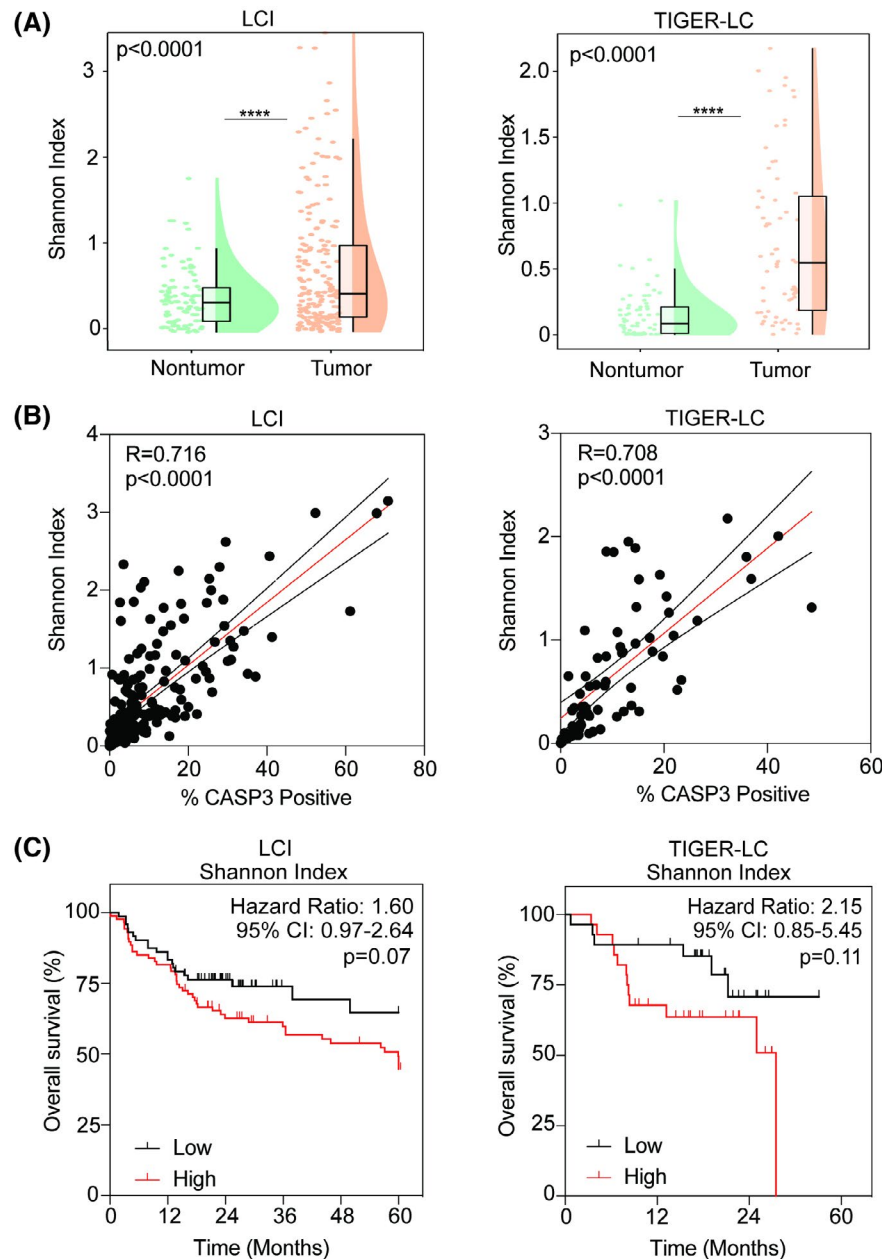 (A)
LCI
p<0.0001
****
Shannon Index
3
2
1
0
Nontumor
Tumor
TIGER-LC
p<0.0001
****
Shannon Index
2.0
1.5
1.0
0.5
0
Nontumor
Tumor
(B)
LCI
R=0.716
p<0.0001
Shannon Index
4
3
2
1
0
0 20 40 60 80
% CASP3 Positive
TIGER-LC
R=0.708
p<0.0001
Shannon Index
3
2
1
0
0 20 40 60
% CASP3 Positive
(C)
LCI
Shannon Index
Hazard Ratio: 1.60
95% CI: 0.97-2.64
p=0.07
Overall survival (%)
100
75
50
25
0
Low
High
0 12 24 36 48 60
Time (Months)
TIGER-LC
Shannon Index
Hazard Ratio: 2.15
95% CI: 0.85-5.45
p=0.11
Overall survival (%)
100
75
50
25
0
Low
High
0 12 24 60
Time (Months)